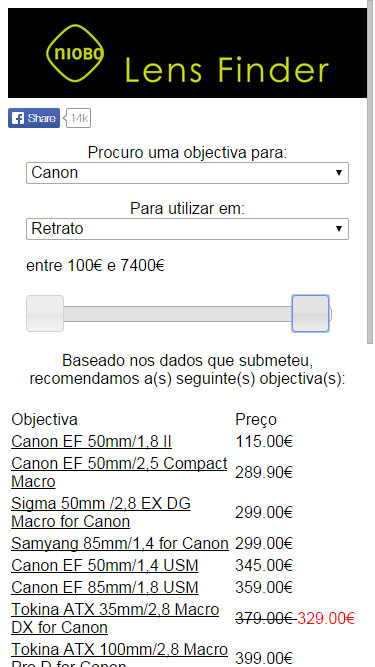 NIOBO
Lens Finder
Share 14k
Procuro uma objectiva para:
Canon
Para utilizar em:
Retrato
entre 100€ e 7400€
Baseado nos dados que submeteu,
recomendamos a(s) seguinte(s) objectiva(s):
Objectiva Preço
Canon EF 50mm/1,8 II 115.00€
Canon EF 50mm/2,5 Compact
Macro 289.90€
Sigma 50mm /2,8 EX DG
Macro for Canon 299.00€
Samyang 85mm/1,4 for Canon 299.00€
Canon EF 50mm/1,4 USM 345.00€
Canon EF 85mm/1,8 USM 359.00€
Tokina ATX 35mm/2,8 Macro
DX for Canon 379.00€ 329.00€
Tokina ATX 100mm/2,8 Macro
Pro D for Canon 399.00€